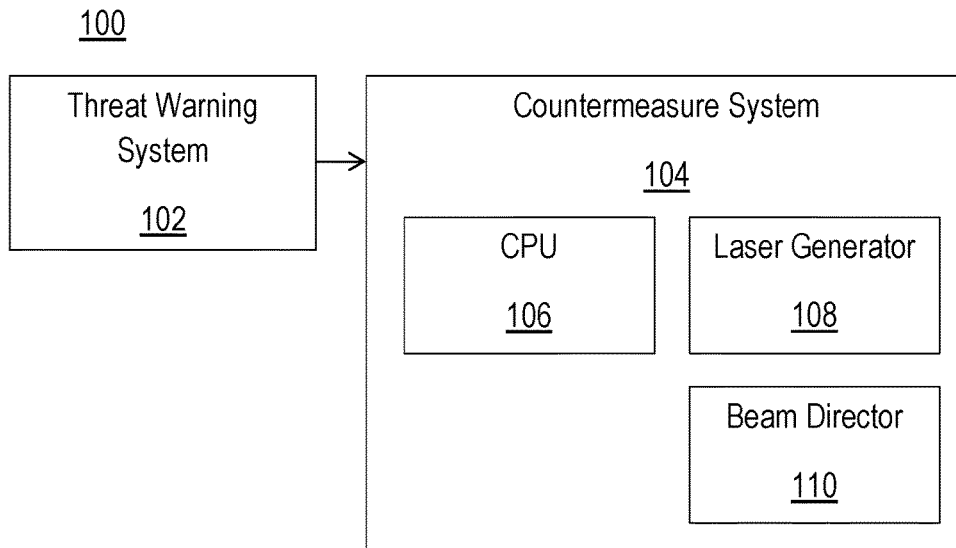 100
Threat Warning
System
102
Countermeasure System
104
CPU
106
Laser Generator
108
Beam Director
110